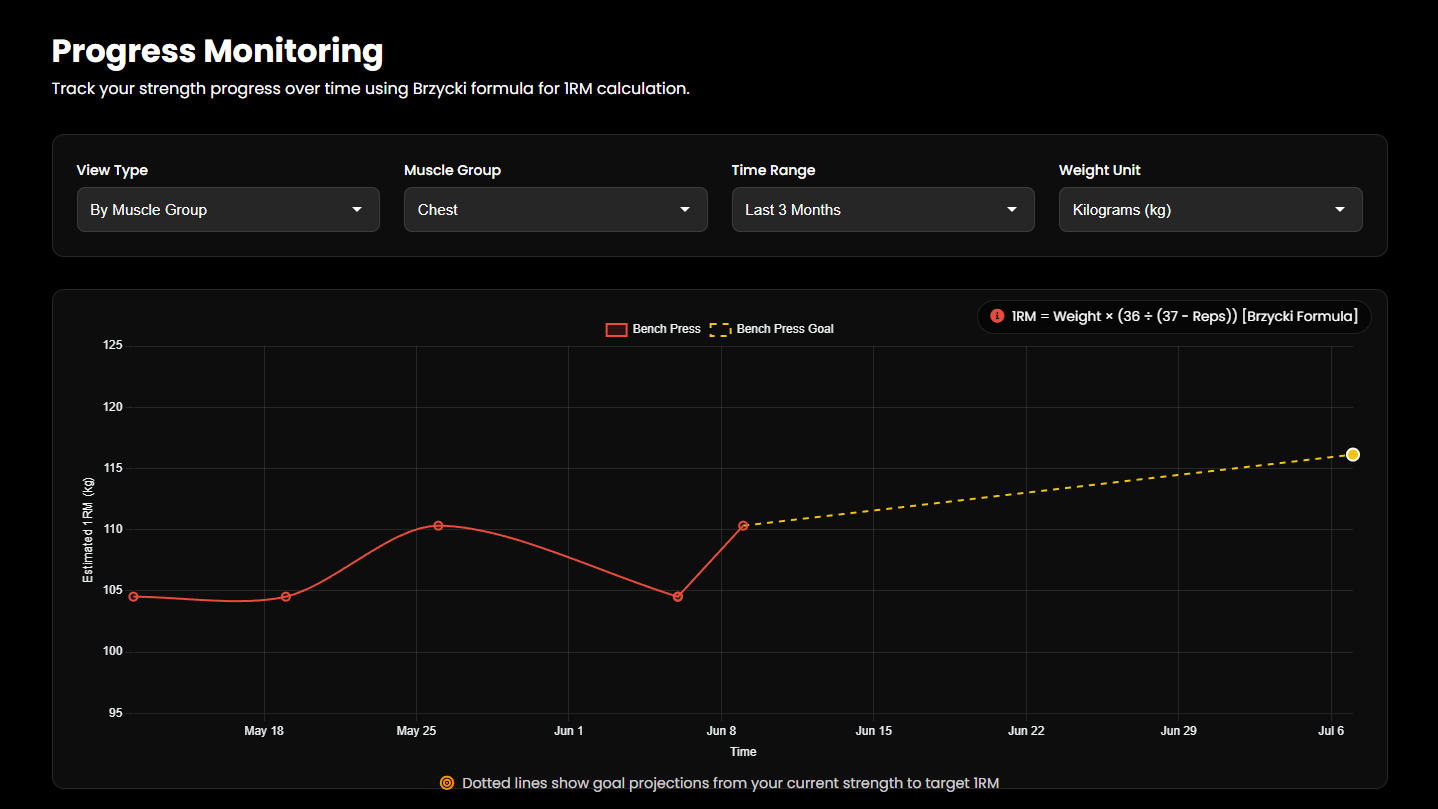 Progress Monitoring
Track your strength progress over time using Brzycki formula for 1RM calculation.
View Type
Muscle Group
Time Range
Weight Unit
By Muscle Group
Chest
Last 3 Months
Kilograms (kg)
1RM = Weight × (36 ÷ (37 - Reps)) [Brzycki Formula]
Bench Press
Bench Press Goal
125
120
115
110
105
100
95
Estimated 1RM (kg)
May 18
May 25
Jun 1
Jun 8
Jun 15
Jun 22
Jun 29
Jul 6
Time
Dotted lines show goal projections from your current strength to target 1RM